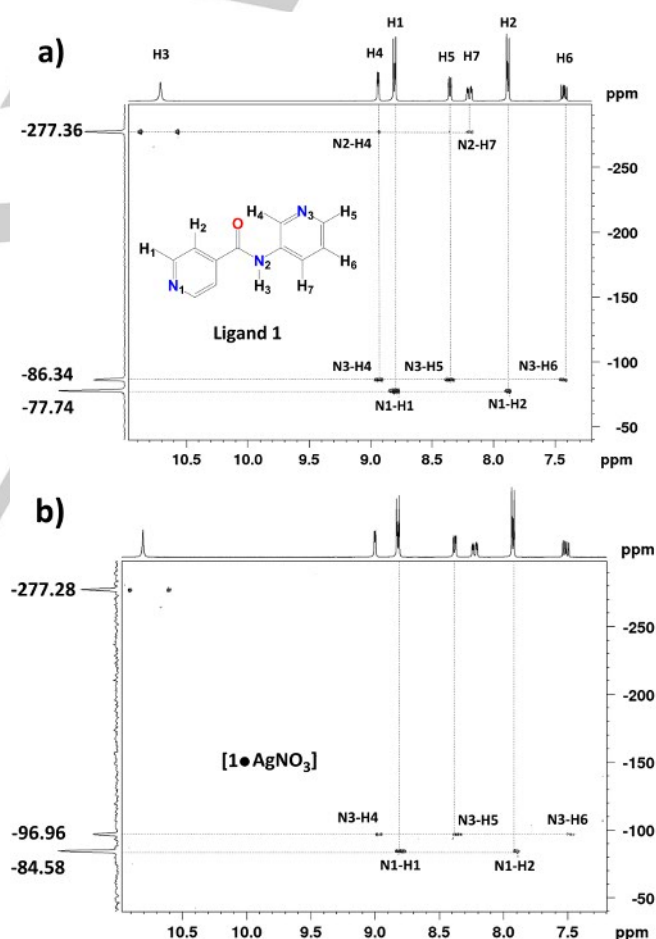 a)
H3
H4
H1
H5
H7
H2
H6
ppm
-277.36
N2-H4
N2-H7
-250
H4
N3
H5
O
H2
H1
-200
N2
H6
N1
H3
H7
-150
Ligand 1
-100
-86.34
N3-H4
N3-H5
N3-H6
-77.74
N1-H1
N1-H2
-50
10.5 10.0 9.5 9.0 8.5 8.0 7.5 ppm
b)
ppm
-277.28
-250
-200
[1●AgNO3]
-150
-96.96
N3-H4
N3-H5
N3-H6
-100
-84.58
N1-H1
N1-H2
-50
10.5 10.0 9.5 9.0 8.5 8.0 7.5 ppm